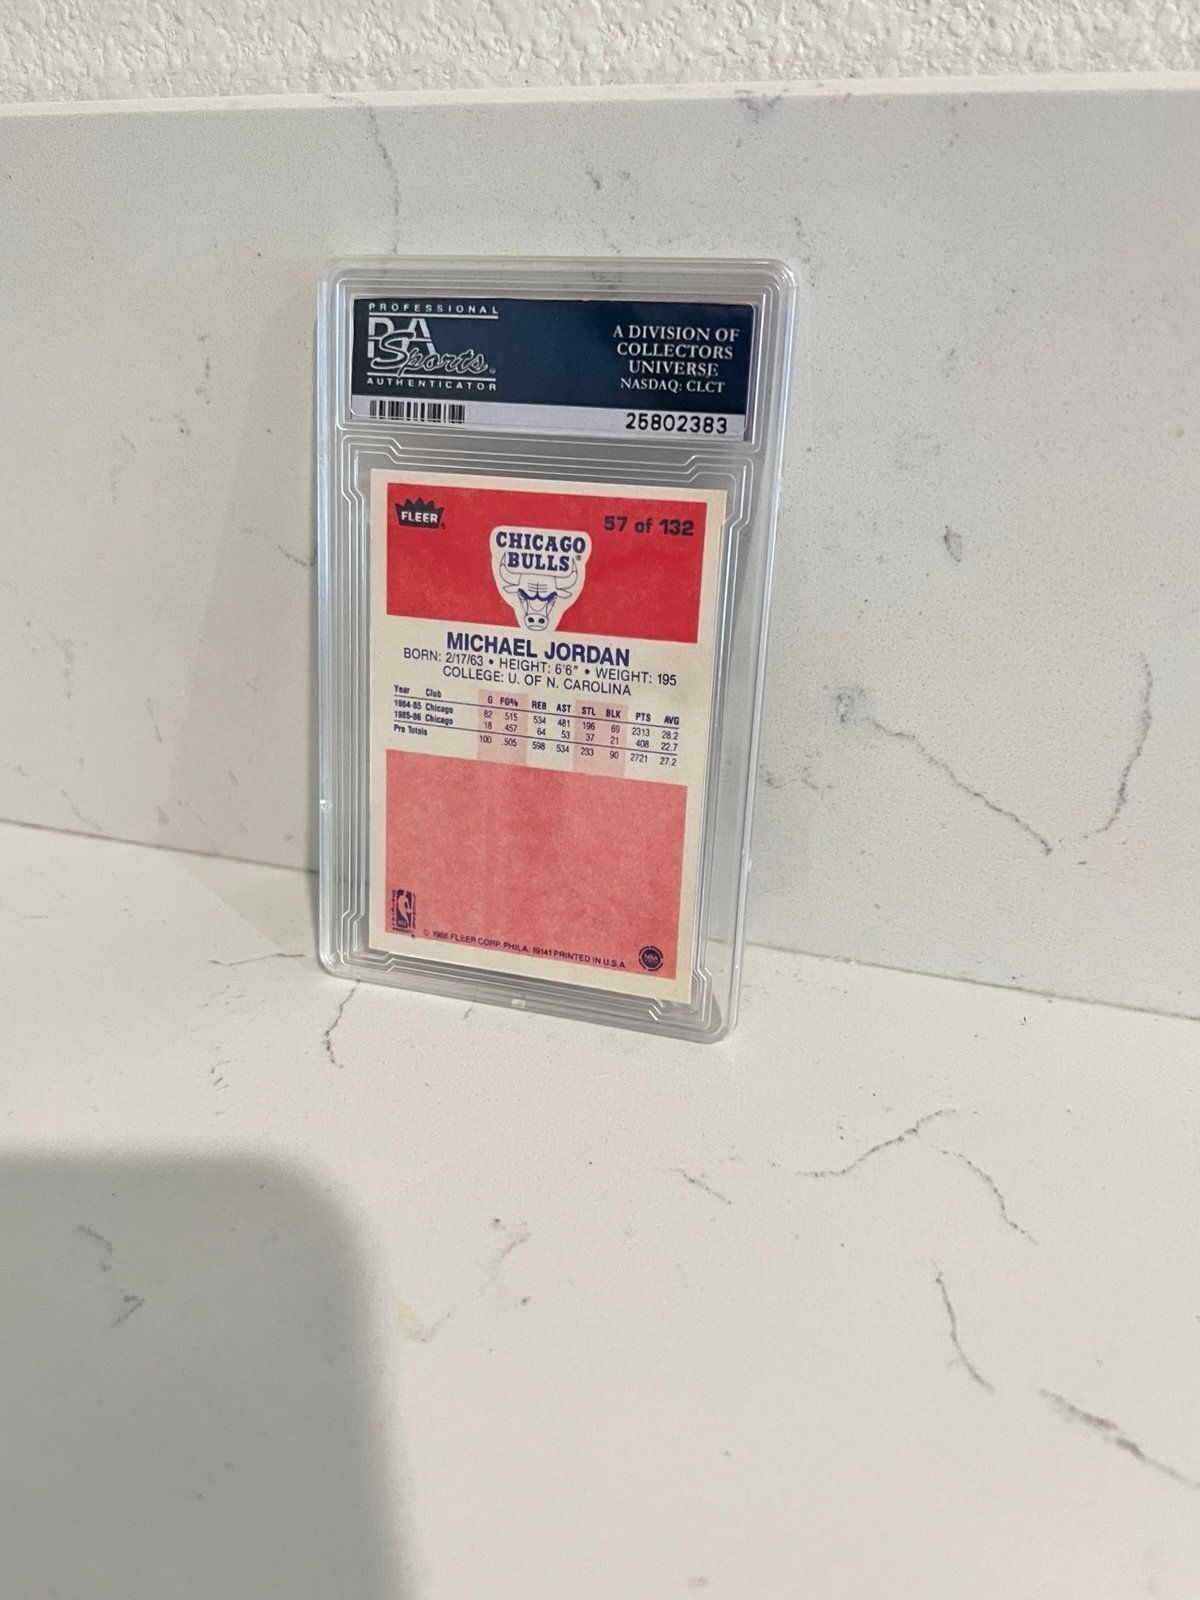 PROFESSIONAL
PSA
Sports
AUTHENTICATOR
A DIVISION OF
COLLECTORS
UNIVERSE
NASDAQ: CLCT
25802383
FLEER
57 of 132
CHICAGO
BULLS
MICHAEL JORDAN
BORN: 2/17/63 • HEIGHT: 6'6" • WEIGHT: 195
COLLEGE: U. OF N. CAROLINA
Year Club G FG% REB AST STL BLK PTS AVG
1984-85 Chicago 82 .515 534 481 196 69 2313 28.2
1985-86 Chicago 18 .457 64 53 37 21 408 22.7
Pro Totals 100 .505 598 534 233 90 2721 27.2
© 1986 FLEER CORP. PHILA. 19141 PRINTED IN U.S.A.
NBA